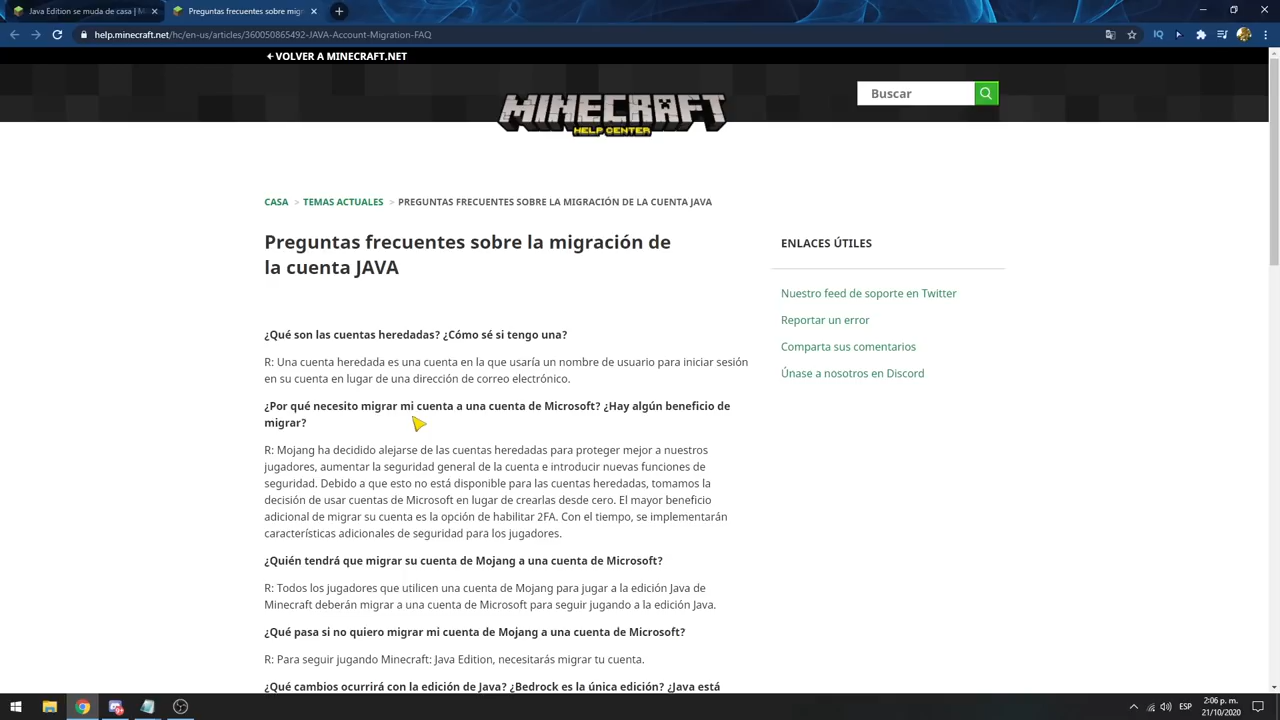 Java Edition se muda de casa | M
Preguntas frecuentes sobre migr
help.minecraft.net/hc/en-us/articles/360050865492-JAVA-Account-Migration-FAQ
VOLVER A MINECRAFT.NET
Buscar
MINECRAFT
HELP CENTER
CASA > TEMAS ACTUALES > PREGUNTAS FRECUENTES SOBRE LA MIGRACIÓN DE LA CUENTA JAVA
Preguntas frecuentes sobre la migración de
la cuenta JAVA
ENLACES ÚTILES
Nuestro feed de soporte en Twitter
Reportar un error
Comparta sus comentarios
Únase a nosotros en Discord
¿Qué son las cuentas heredadas? ¿Cómo sé si tengo una?
R: Una cuenta heredada es una cuenta en la que usaría un nombre de usuario para iniciar sesión
en su cuenta en lugar de una dirección de correo electrónico.
¿Por qué necesito migrar mi cuenta a una cuenta de Microsoft? ¿Hay algún beneficio de
migrar?
R: Mojang ha decidido alejarse de las cuentas heredadas para proteger mejor a nuestros
jugadores, aumentar la seguridad general de la cuenta e introducir nuevas funciones de
seguridad. Debido a que esto no está disponible para las cuentas heredadas, tomamos la
decisión de usar cuentas de Microsoft en lugar de crearlas desde cero. El mayor beneficio
adicional de migrar su cuenta es la opción de habilitar 2FA. Con el tiempo, se implementarán
características adicionales de seguridad para los jugadores.
¿Quién tendrá que migrar su cuenta de Mojang a una cuenta de Microsoft?
R: Todos los jugadores que utilicen una cuenta de Mojang para jugar a la edición Java de
Minecraft deberán migrar a una cuenta de Microsoft para seguir jugando a la edición Java.
¿Qué pasa si no quiero migrar mi cuenta de Mojang a una cuenta de Microsoft?
R: Para seguir jugando Minecraft: Java Edition, necesitarás migrar tu cuenta.
¿Qué cambios ocurrirá con la edición de Java? ¿Bedrock es la única edición? ¿Java está
ESP
2:06 p. m.
21/10/2020